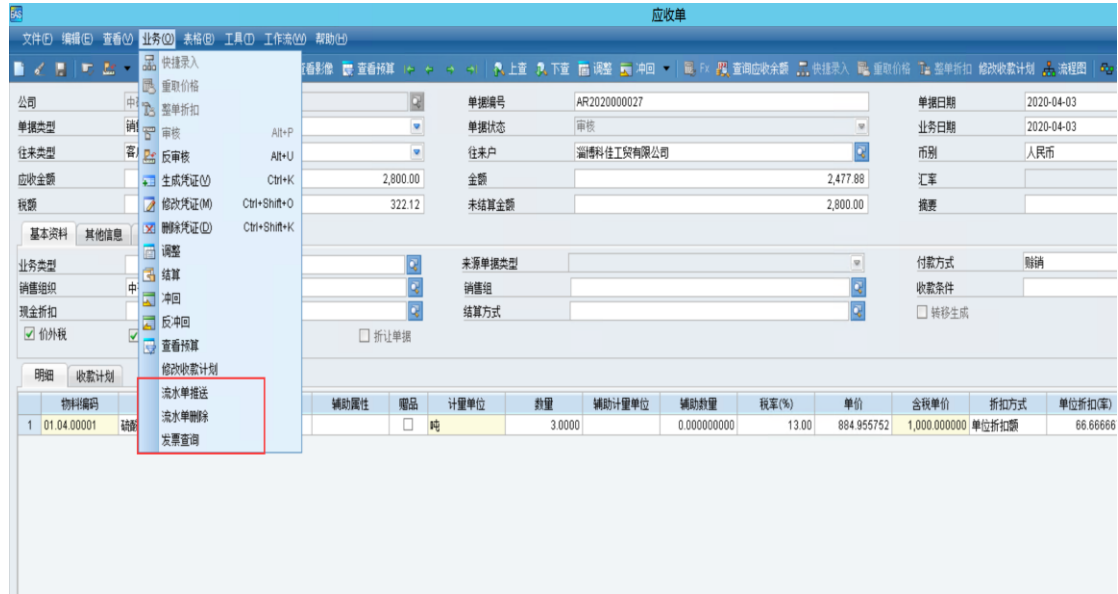 应收单
文件(F) 编辑(E) 查看(V) 业务(O) 表格(B) 工具(T) 工作流(W) 帮助(H)
查看影像 查看预算 上查 下查 调整 冲回 Fx 查询应收余额 快捷录入 重取价格 整单折扣 修改收款计划 流程图
快捷录入
重取价格
整单折扣
审核 Alt+P
反审核 Alt+U
生成凭证(V) Ctrl+K
修改凭证(M) Ctrl+Shift+O
删除凭证(D) Ctrl+Shift+K
调整
结算
冲回
反冲回
查看预算
修改收款计划
流水单推送
流水单删除
发票查询
公司 单据编号 AR2020000027 单据日期 2020-04-03
单据类型 单据状态 审核 业务日期 2020-04-03
往来类型 往来户 淄博科佳工贸有限公司 币别 人民币
应收金额 2,800.00 金额 2,477.88 汇率
税额 322.12 未结算金额 2,800.00 摘要
基本资料 其他信息
业务类型 来源单据类型 付款方式 赊销
销售组织 销售组 收款条件
现金折扣 结算方式 转移生成
价外税 折让单据
明细 收款计划
物料编码 辅助属性 赠品 计量单位 数量 辅助计量单位 辅助数量 税率(%) 单价 含税单价 折扣方式 单位折扣(率)
1 01.04.00001 硫酸 吨 3.0000 0.000000000 13.00 884.955752 1,000.000000 单位折扣额 66.66666